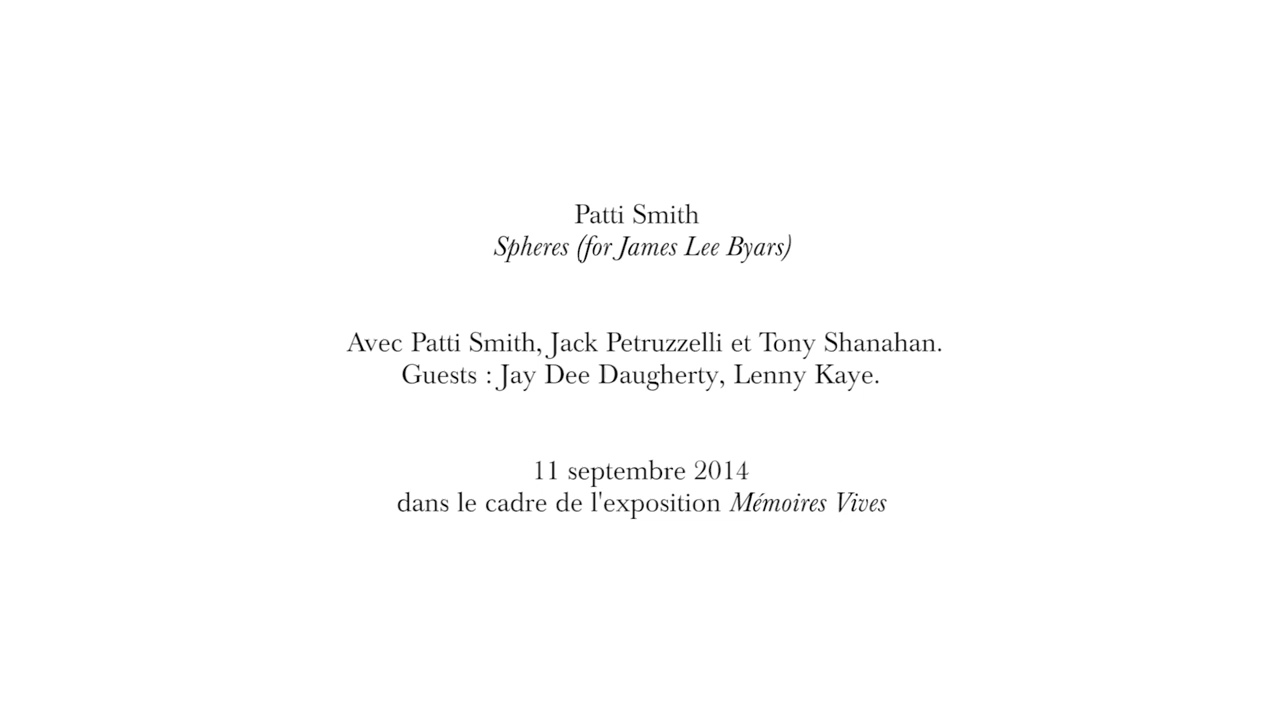 Patti Smith
Spheres (for James Lee Byars)
Avec Patti Smith, Jack Petruzzelli et Tony Shanahan.
Guests : Jay Dee Daugherty, Lenny Kaye.
11 septembre 2014
dans le cadre de l'exposition Mémoires Vives